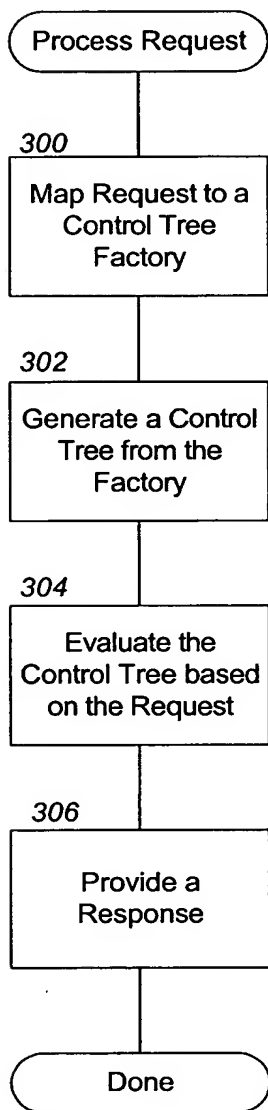 Process Request
300
Map Request to a
Control Tree
Factory
302
Generate a Control
Tree from the
Factory
304
Evaluate the
Control Tree based
on the Request
306
Provide a
Response
Done